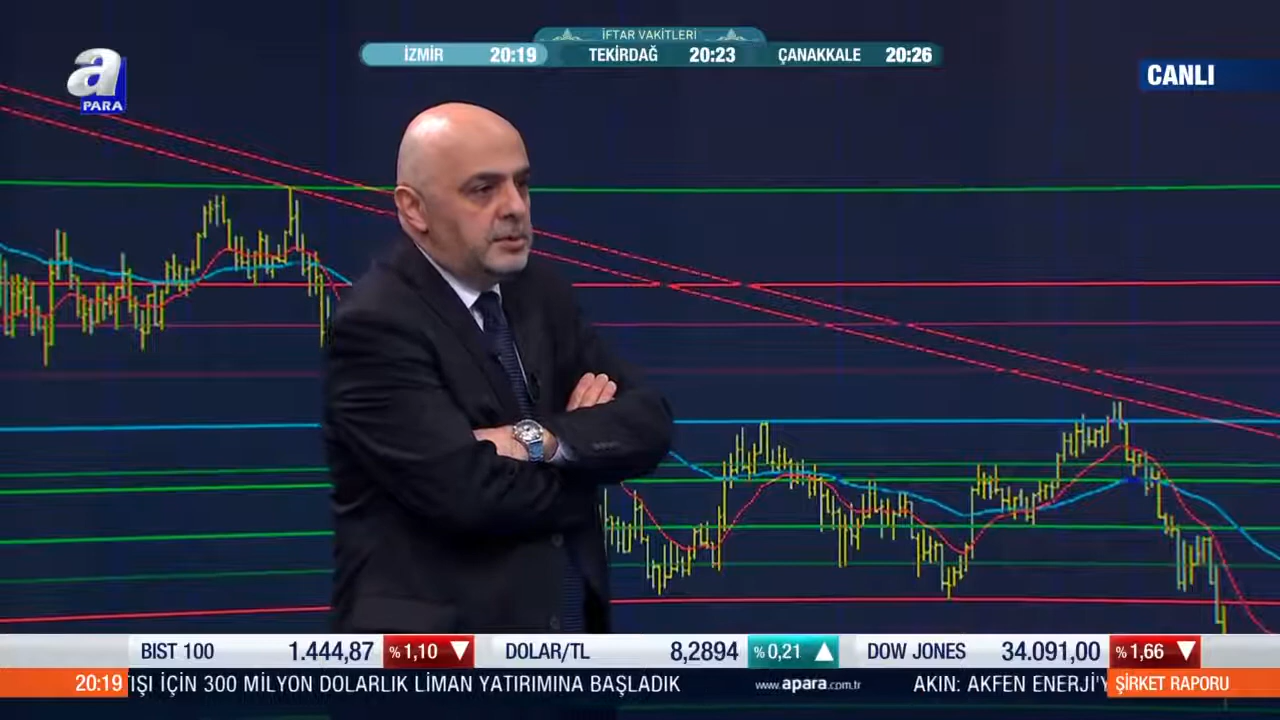 İFTAR VAKİTLERİ
İZMİR 20:19 TEKİRDAĞ 20:23 ÇANAKKALE 20:26
a
PARA
CANLI
BIST 100 1.444,87 %1,10 DOLAR/TL 8,2894 %0,21 DOW JONES 34.091,00 %1,66
20:19 IŞI İÇİN 300 MİLYON DOLARLIK LİMAN YATIRIMINA BAŞLADIK www.apara.com.tr AKIN: AKFEN ENERJİ'Y ŞİRKET RAPORU